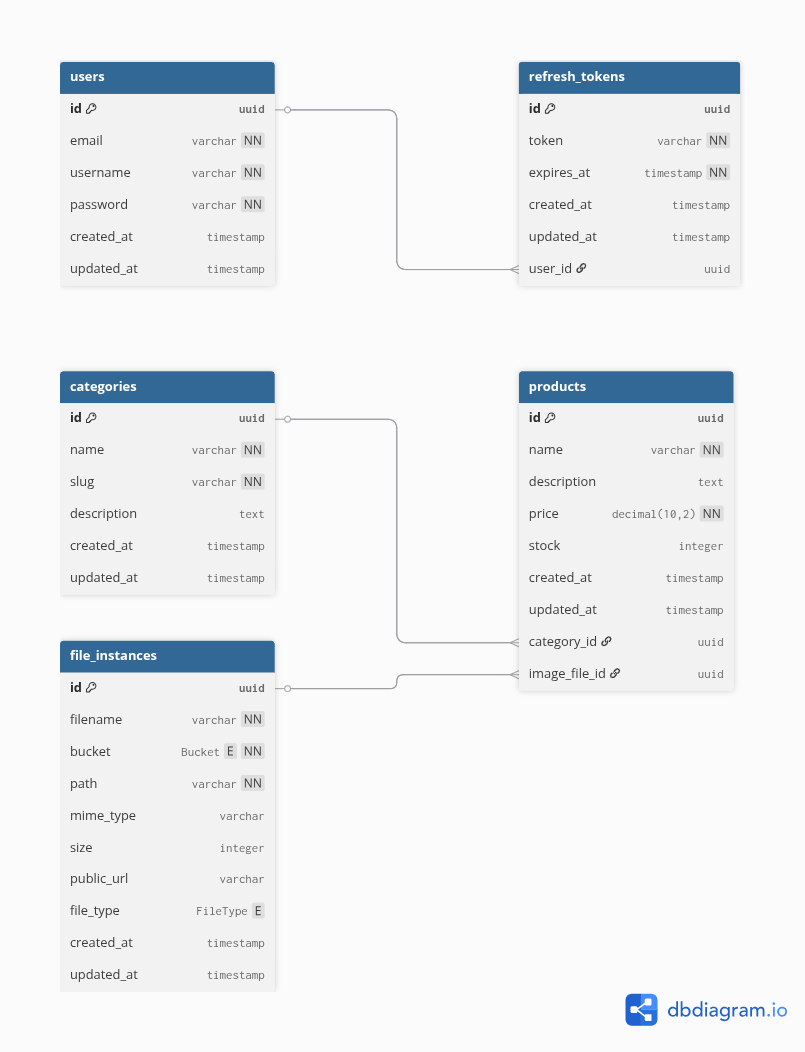 users
id uuid
email varchar NN
username varchar NN
password varchar NN
created_at timestamp
updated_at timestamp
refresh_tokens
id uuid
token varchar NN
expires_at timestamp NN
created_at timestamp
updated_at timestamp
user_id uuid
categories
id uuid
name varchar NN
slug varchar NN
description text
created_at timestamp
updated_at timestamp
products
id uuid
name varchar NN
description text
price decimal(10,2) NN
stock integer
created_at timestamp
updated_at timestamp
category_id uuid
image_file_id uuid
file_instances
id uuid
filename varchar NN
bucket Bucket E NN
path varchar NN
mime_type varchar
size integer
public_url varchar
file_type FileType E
created_at timestamp
updated_at timestamp
dbdiagram.io